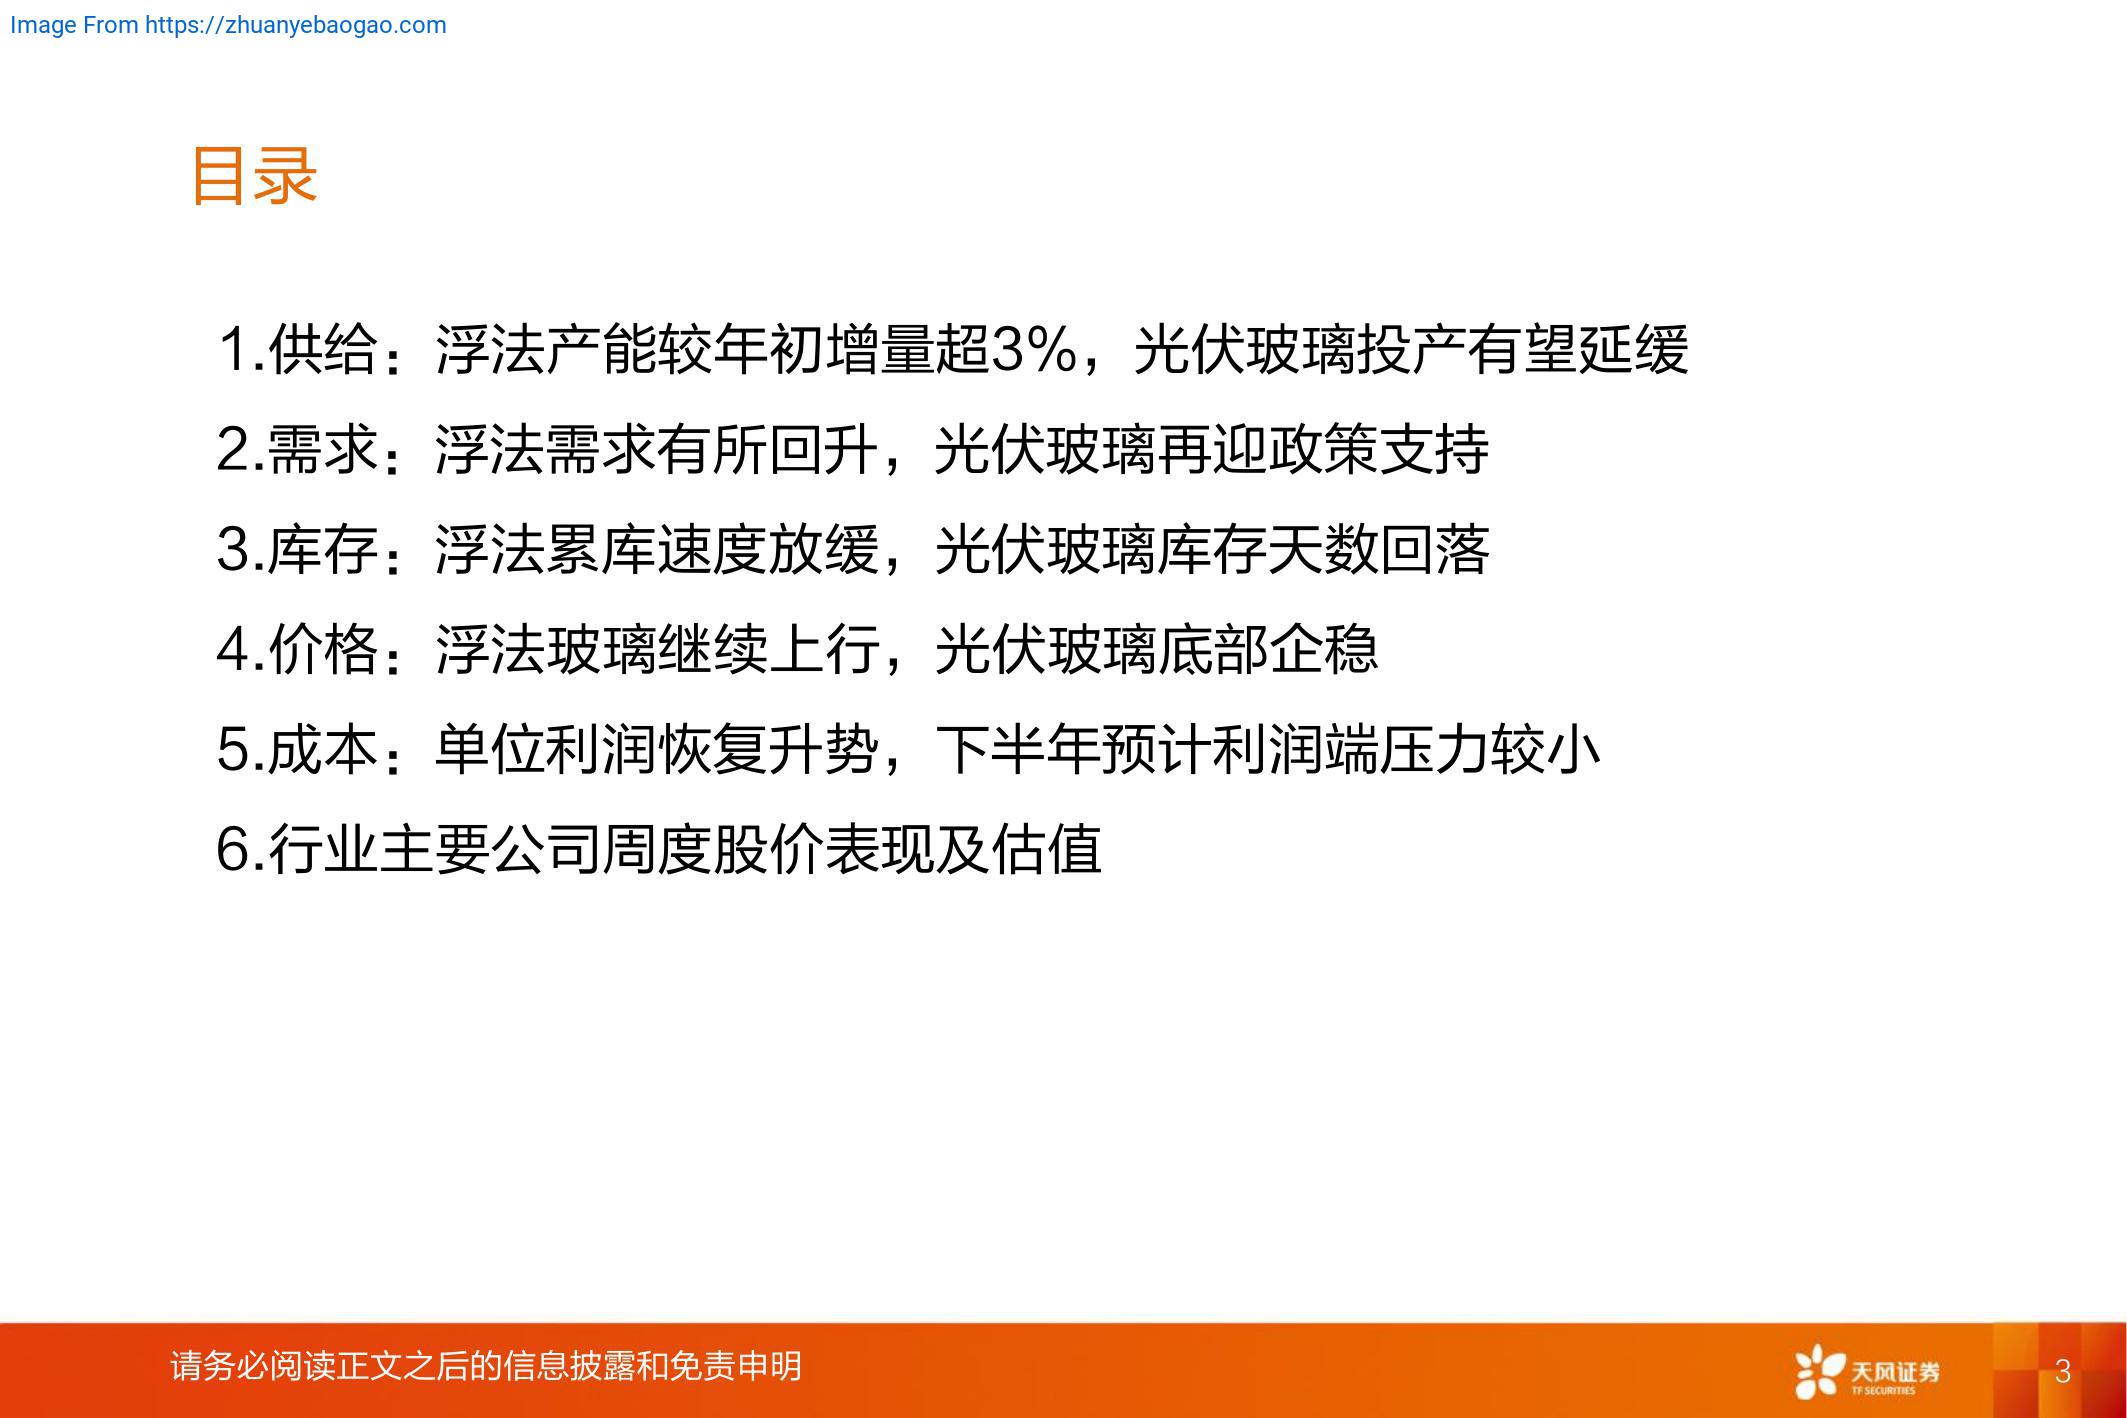 Image From https://zhuanyebaogao.com
目录
1.供给：浮法产能较年初增量超3%，光伏玻璃投产有望延缓
2.需求：浮法需求有所回升，光伏玻璃再迎政策支持
3.库存：浮法累库速度放缓，光伏玻璃库存天数回落
4.价格：浮法玻璃继续上行，光伏玻璃底部企稳
5.成本：单位利润恢复升势，下半年预计利润端压力较小
6.行业主要公司周度股价表现及估值
请务必阅读正文之后的信息披露和免责申明
天风证券
TF SECURITIES
3